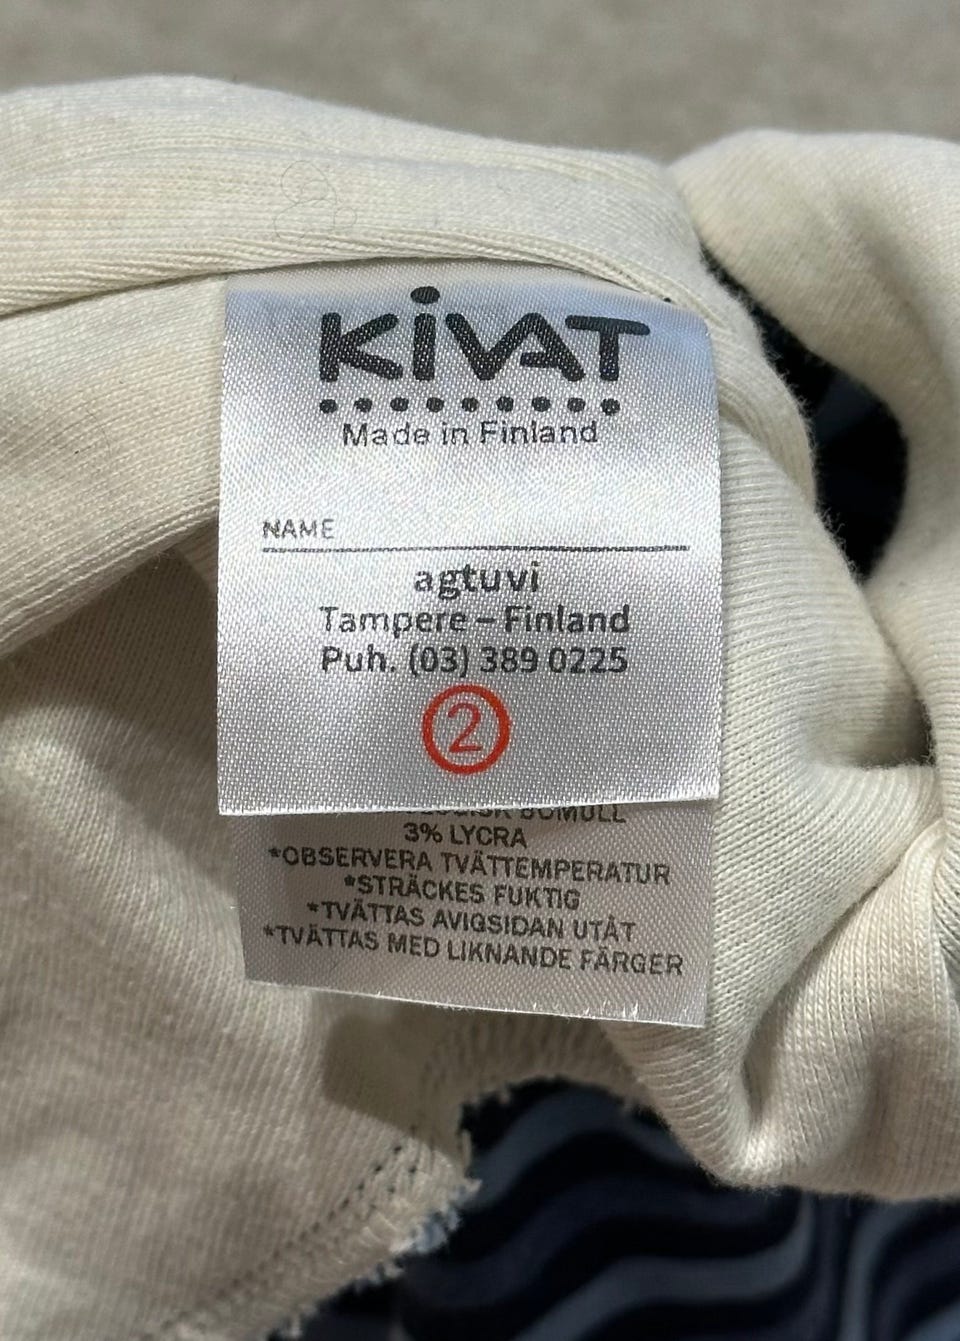 KiVAT
Made in Finland
NAME
agtuvi
Tampere – Finland
Puh. (03) 389 0225
2
BOMULL
3% LYCRA
*OBSERVERA TVÄTTEMPERATUR
*STRÄCKES FUKTIG
*TVÄTTAS AVIGSIDAN UTÅT
*TVÄTTAS MED LIKNANDE FÄRGER